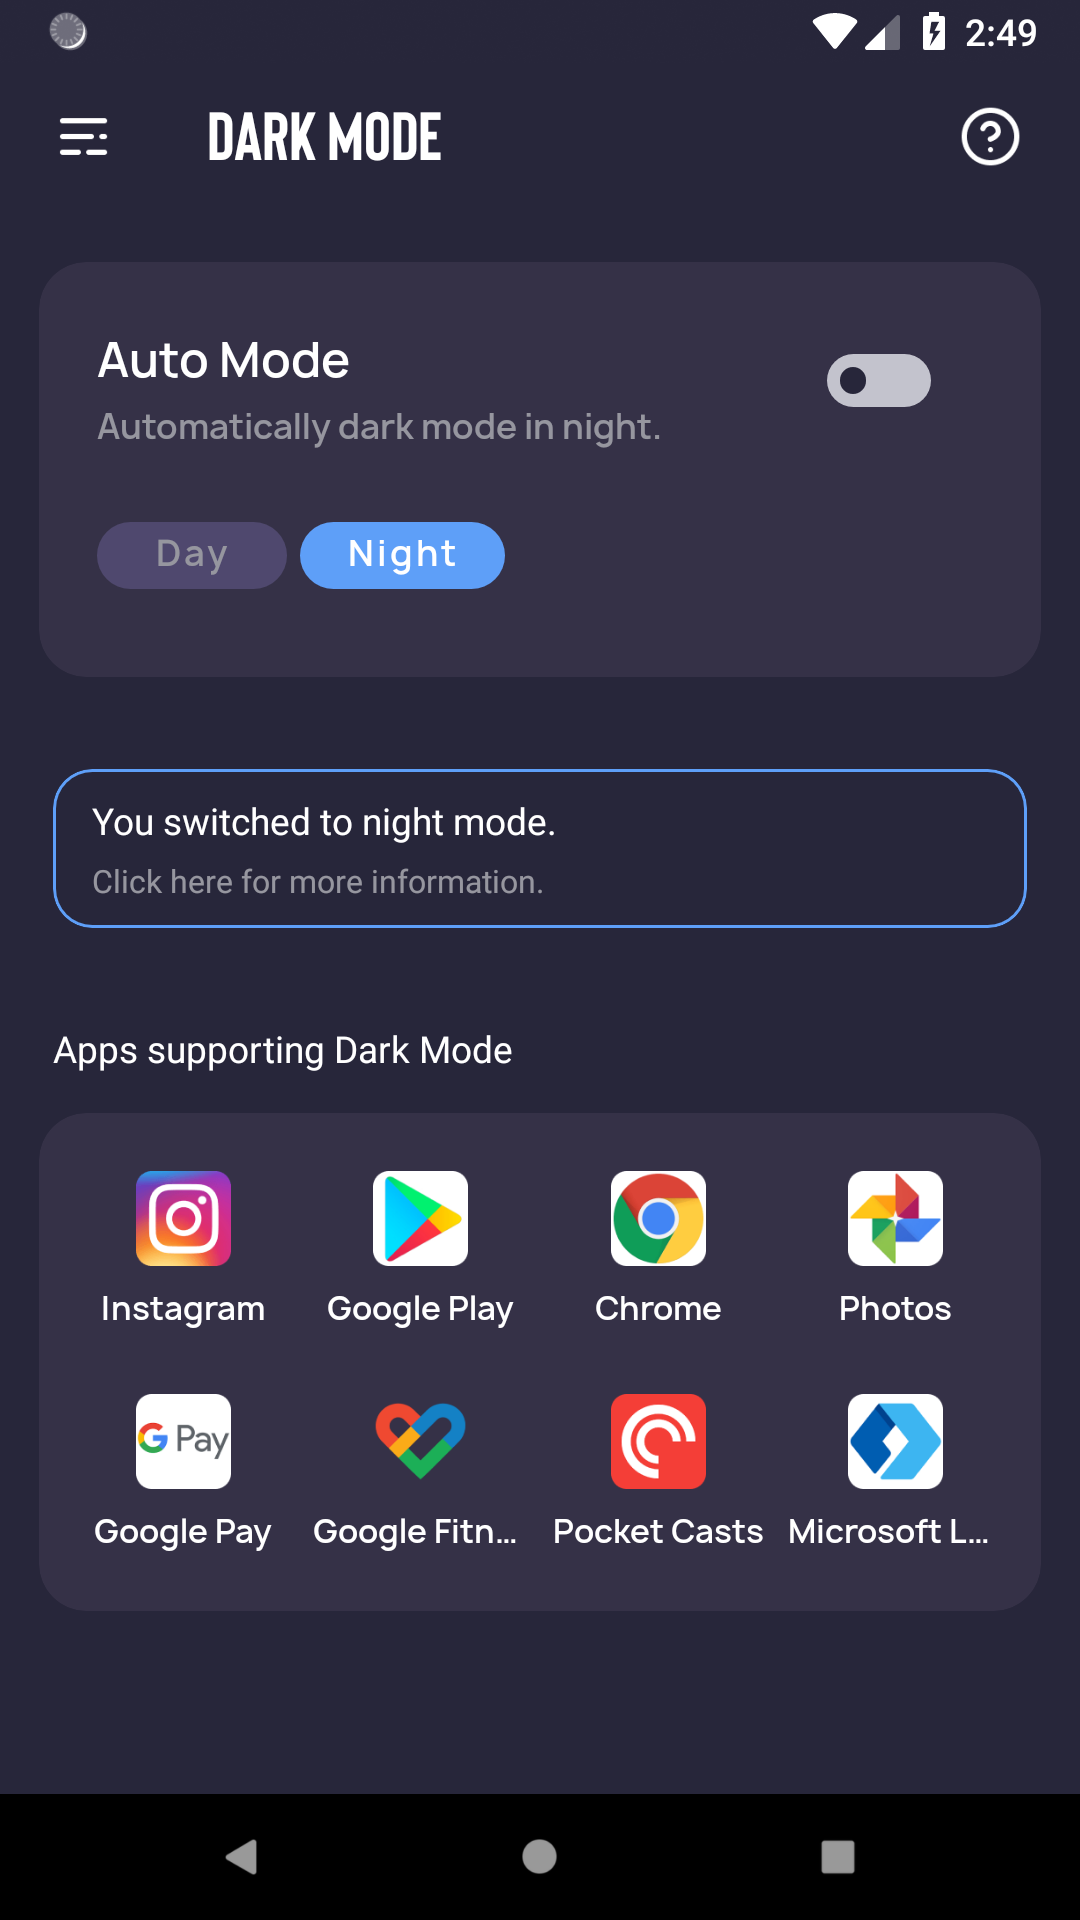 2:49
DARK MODE
Auto Mode
Automatically dark mode in night.
Day Night
You switched to night mode.
Click here for more information.
Apps supporting Dark Mode
Instagram Google Play Chrome Photos
G Pay
Google Pay Google Fitn... Pocket Casts Microsoft L...